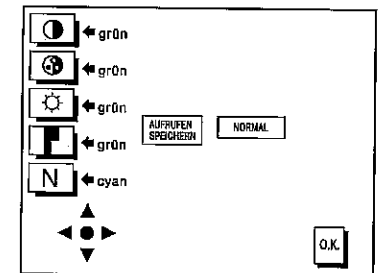 grün
grün
grün
AUFRUFEN
SPEICHERN
NORMAL
grün
N
cyan
O.K.